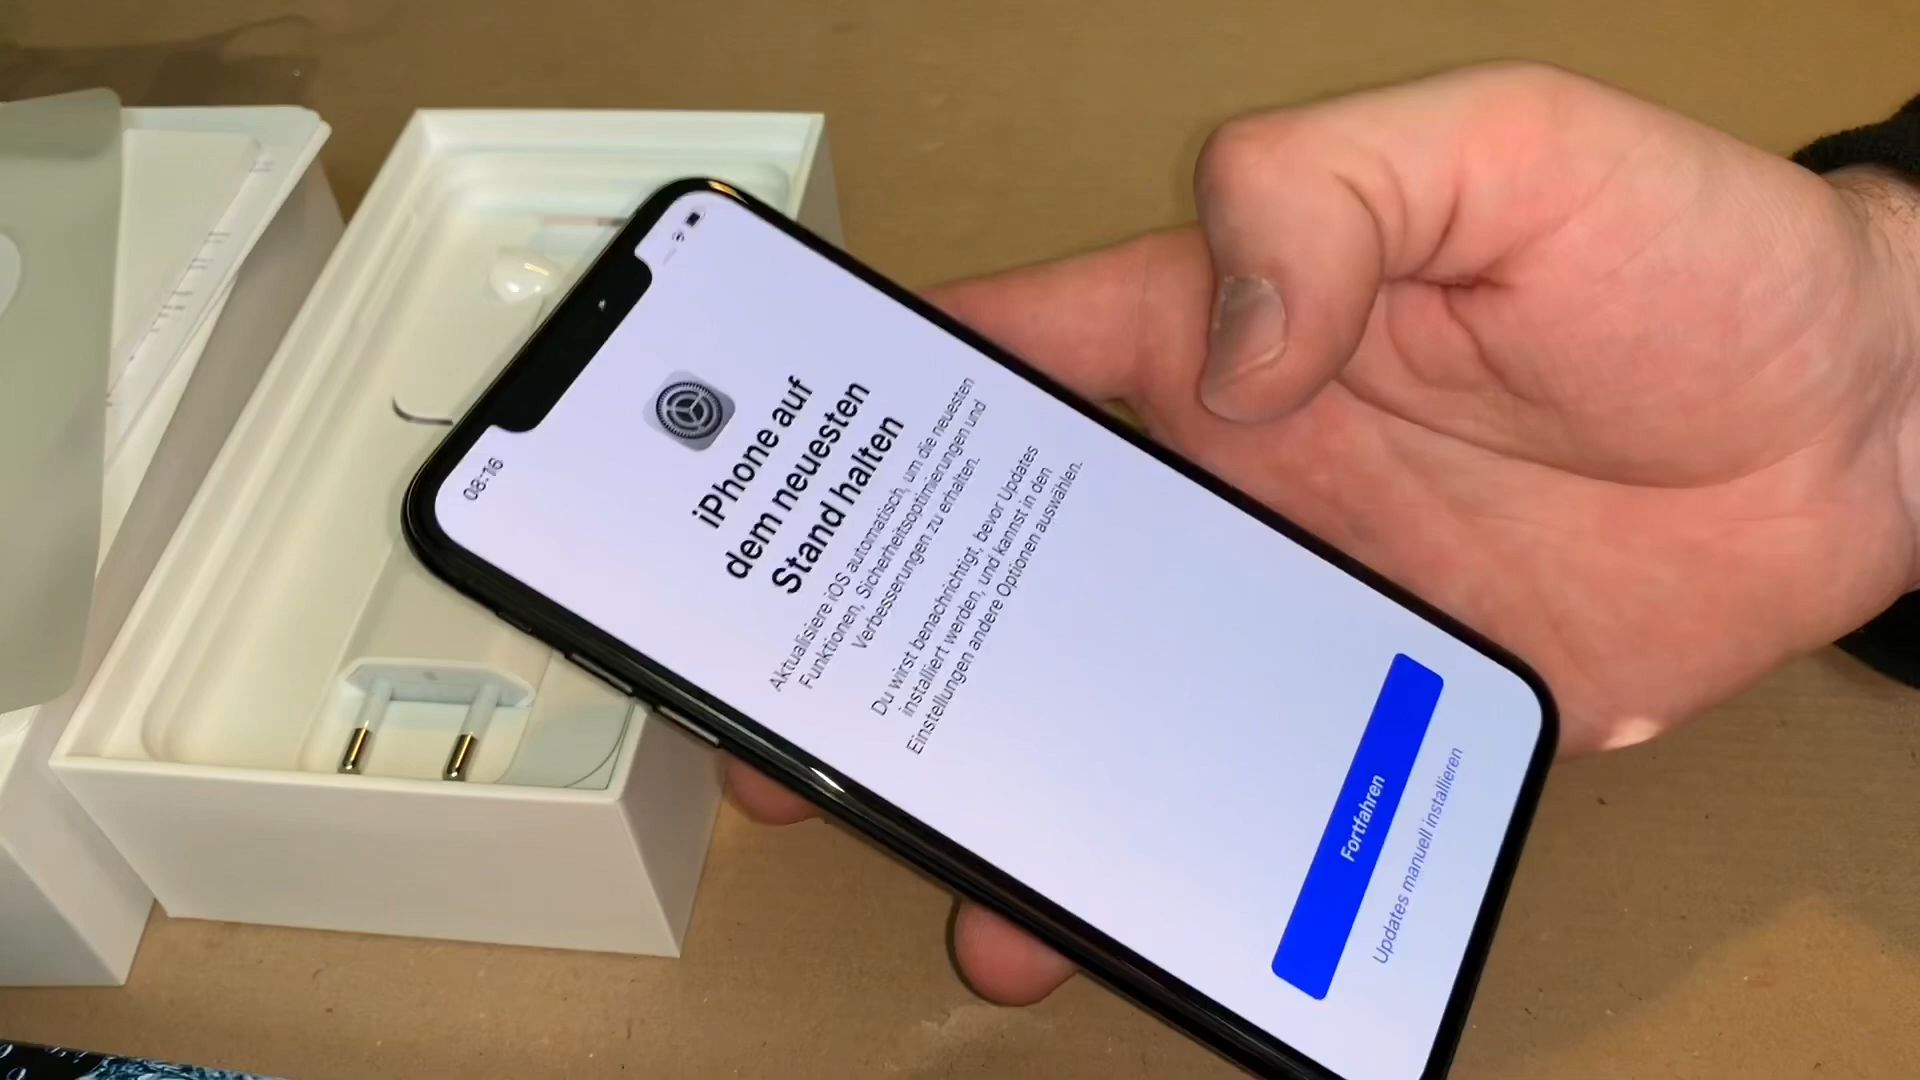 08:16
iPhone auf
dem neuesten
Stand halten
Aktualisiere iOS automatisch, um die neuesten
Funktionen, Sicherheitsoptimierungen und
Verbesserungen zu erhalten.
Du wirst benachrichtigt, bevor Updates
installiert werden, und kannst in den
Einstellungen andere Optionen auswählen.
Fortfahren
Updates manuell installieren